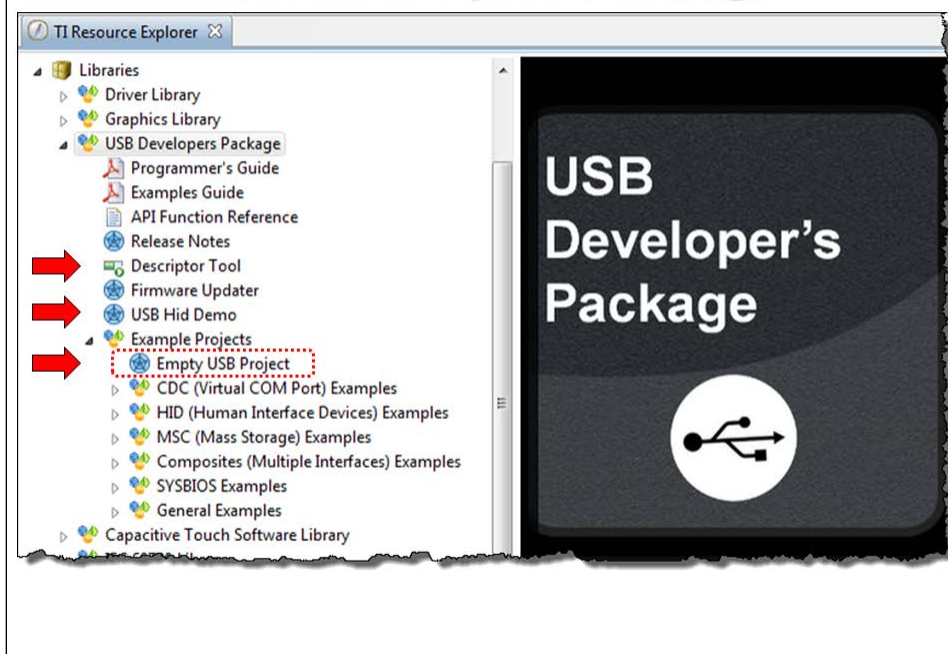 TI Resource Explorer
Libraries
Driver Library
Graphics Library
USB Developers Package
Programmer's Guide
Examples Guide
API Function Reference
Release Notes
Descriptor Tool
Firmware Updater
USB Hid Demo
Example Projects
Empty USB Project
CDC (Virtual COM Port) Examples
HID (Human Interface Devices) Examples
MSC (Mass Storage) Examples
Composites (Multiple Interfaces) Examples
SYSBIOS Examples
General Examples
Capacitive Touch Software Library
USB
Developer's
Package